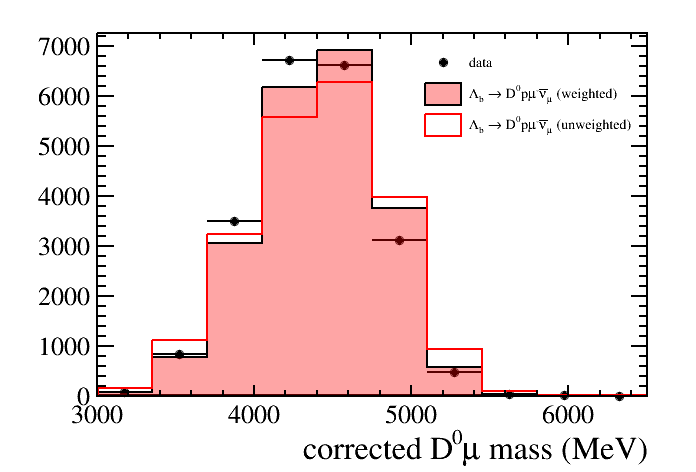 7000
6000
5000
4000
3000
2000
1000
0
3000 4000 5000 6000
corrected D⁰μ mass (MeV)
data
Λ_b → D⁰pμ ν̅_μ (weighted)
Λ_b → D⁰pμ ν̅_μ (unweighted)